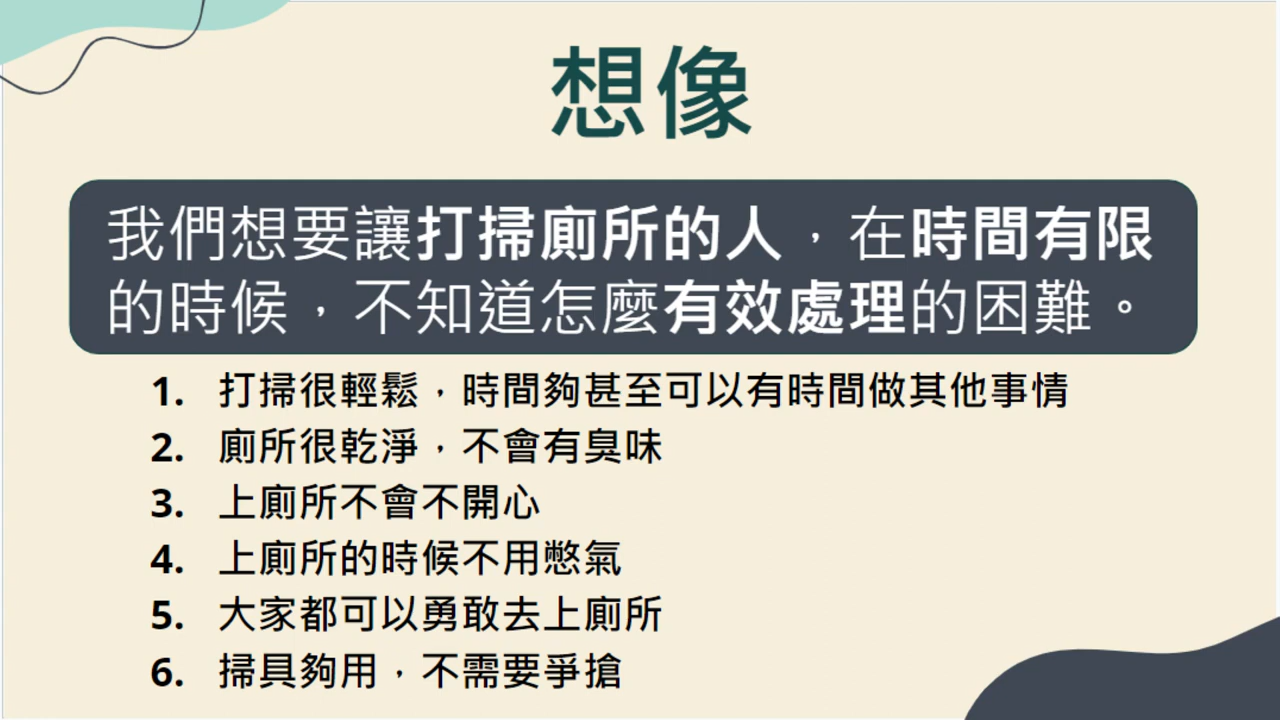 想像
我們想要讓打掃廁所的人，在時間有限
的時候，不知道怎麼有效處理的困難。
1. 打掃很輕鬆，時間夠甚至可以有時間做其他事情
2. 廁所很乾淨，不會有臭味
3. 上廁所不會不開心
4. 上廁所的時候不用憋氣
5. 大家都可以勇敢去上廁所
6. 掃具夠用，不需要爭搶